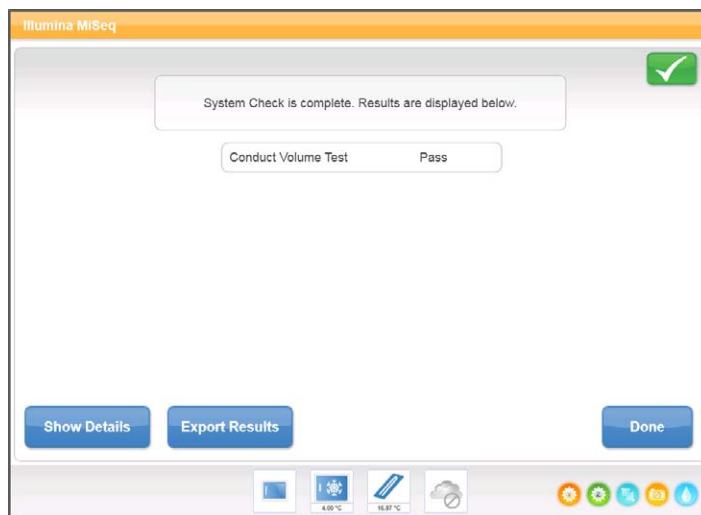 Illumina MiSeq
System Check is complete. Results are displayed below.
Conduct Volume Test Pass
Show Details Export Results Done
4.00 °C 16.97 °C